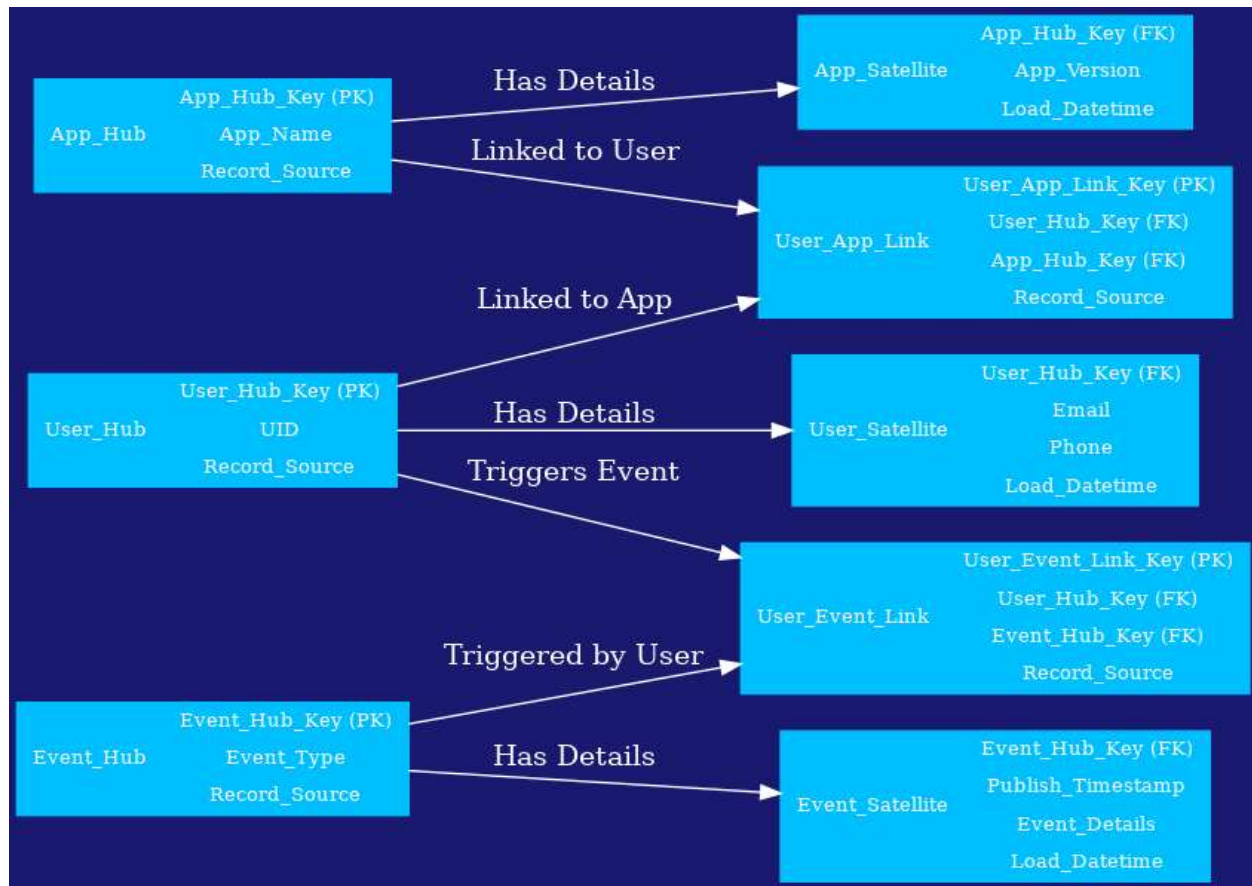 App_Hub
App_Hub_Key (PK)
App_Name
Record_Source
Has Details
Linked to User
App_Satellite
App_Hub_Key (FK)
App_Version
Load_Datetime
User_App_Link
User_App_Link_Key (PK)
User_Hub_Key (FK)
App_Hub_Key (FK)
Record_Source
Linked to App
User_Hub
User_Hub_Key (PK)
UID
Record_Source
Has Details
Triggers Event
User_Satellite
User_Hub_Key (FK)
Email
Phone
Load_Datetime
User_Event_Link
User_Event_Link_Key (PK)
User_Hub_Key (FK)
Event_Hub_Key (FK)
Record_Source
Triggered by User
Event_Hub
Event_Hub_Key (PK)
Event_Type
Record_Source
Has Details
Event_Satellite
Event_Hub_Key (FK)
Publish_Timestamp
Event_Details
Load_Datetime